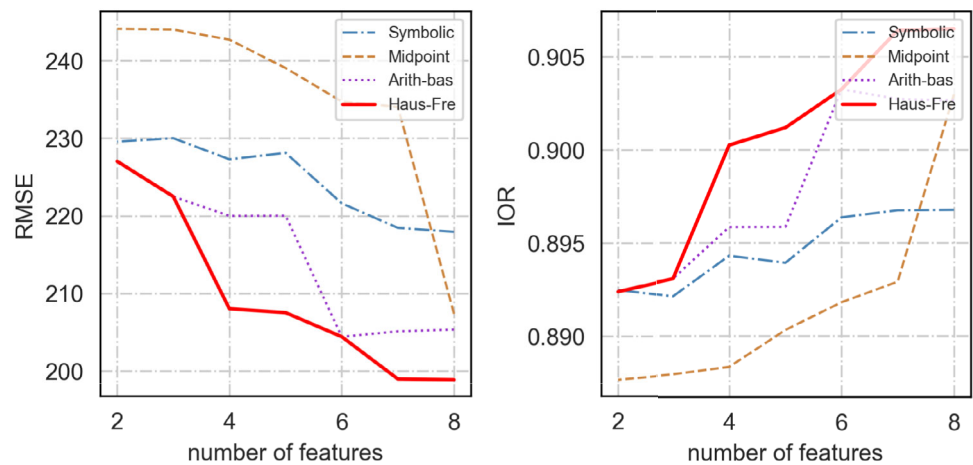 240
230
220
210
200
RMSE
2
4
6
8
number of features
Symbolic
Midpoint
Arith-bas
Haus-Fre
0.905
0.900
0.895
0.890
IOR
2
4
6
8
number of features
Symbolic
Midpoint
Arith-bas
Haus-Fre